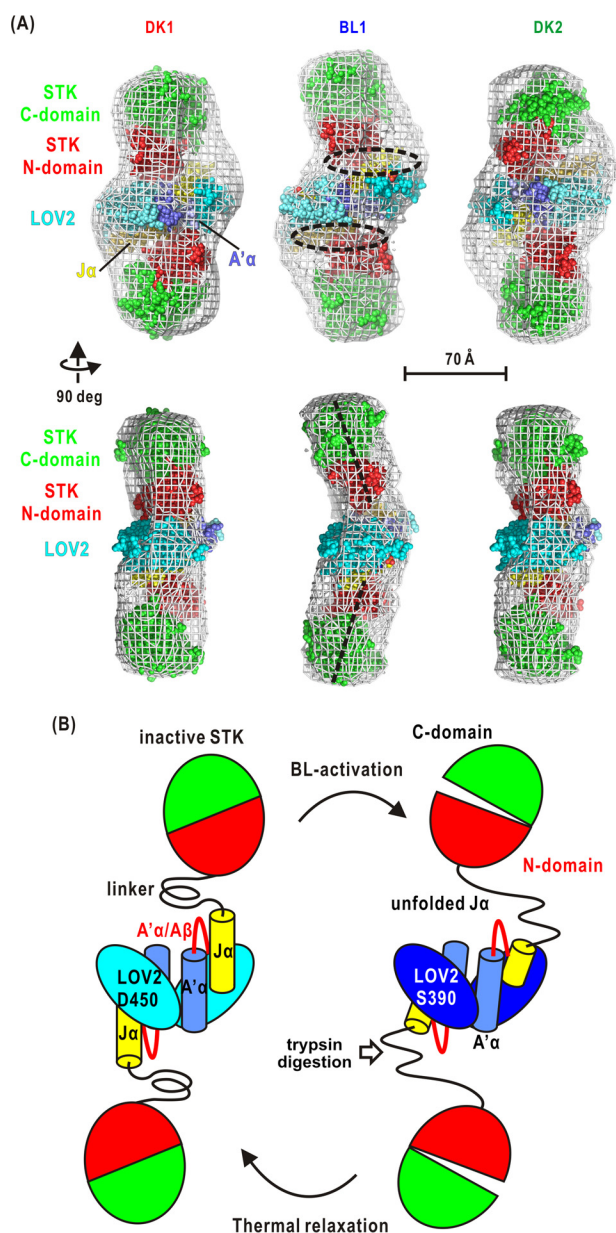 (A)
DK1
BL1
DK2
STK
C-domain
STK
N-domain
LOV2
Jα
A'α
90 deg
70 Å
STK
C-domain
STK
N-domain
LOV2
(B)
inactive STK
BL-activation
C-domain
N-domain
linker
unfolded Jα
A'α/Aβ
Jα
LOV2
D450
A'α
Jα
LOV2
S390
A'α
trypsin
digestion
Thermal relaxation